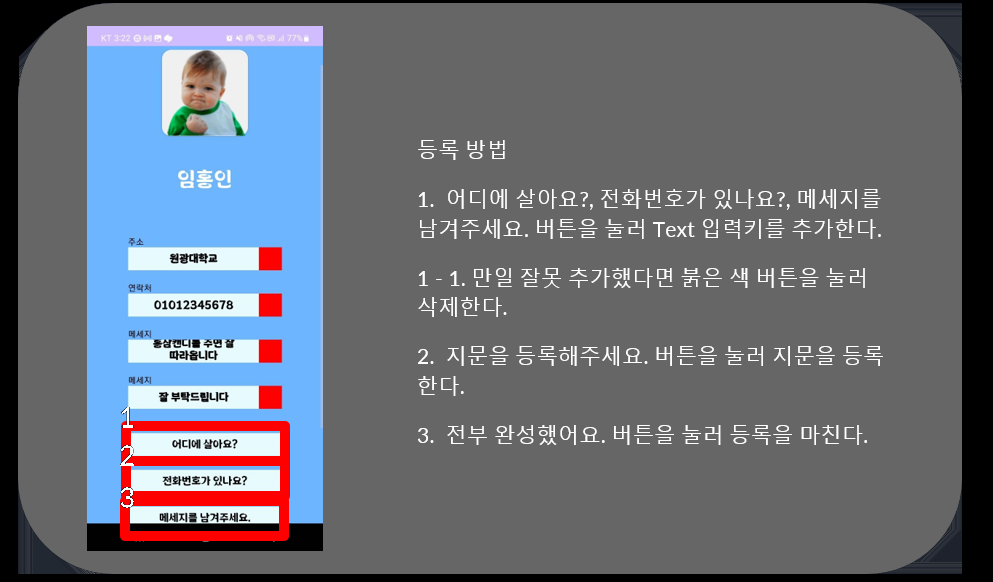 KT 3:22
77%
임홍인
주소
원광대학교
연락처
01012345678
메세지
홍삼캔디를 주면 잘
따라옵니다
메세지
잘 부탁드립니다
1
어디에 살아요?
2
전화번호가 있나요?
3
메세지를 남겨주세요.
등록 방법
1. 어디에 살아요?, 전화번호가 있나요?, 메세지를
남겨주세요. 버튼을 눌러 Text 입력키를 추가한다.
1 - 1. 만일 잘못 추가했다면 붉은 색 버튼을 눌러
삭제한다.
2. 지문을 등록해주세요. 버튼을 눌러 지문을 등록
한다.
3. 전부 완성했어요. 버튼을 눌러 등록을 마친다.